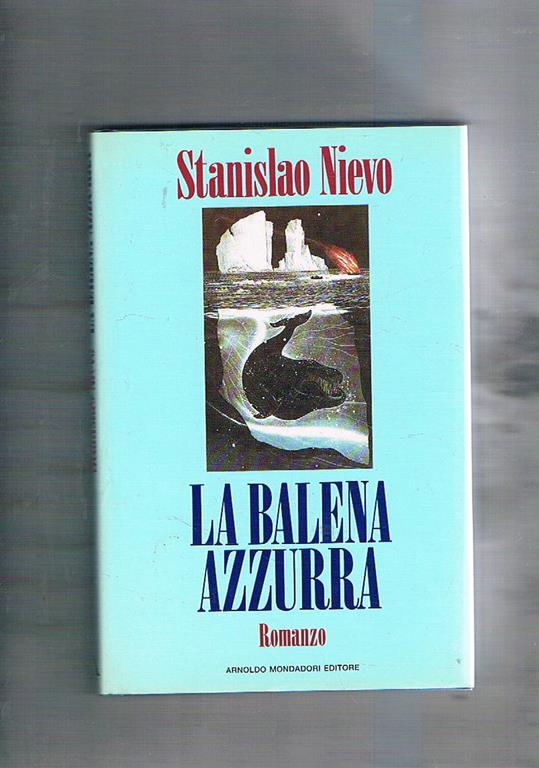 Stanislao Nievo
LA BALENA
AZZURRA
Romanzo
ARNOLDO MONDADORI EDITORE